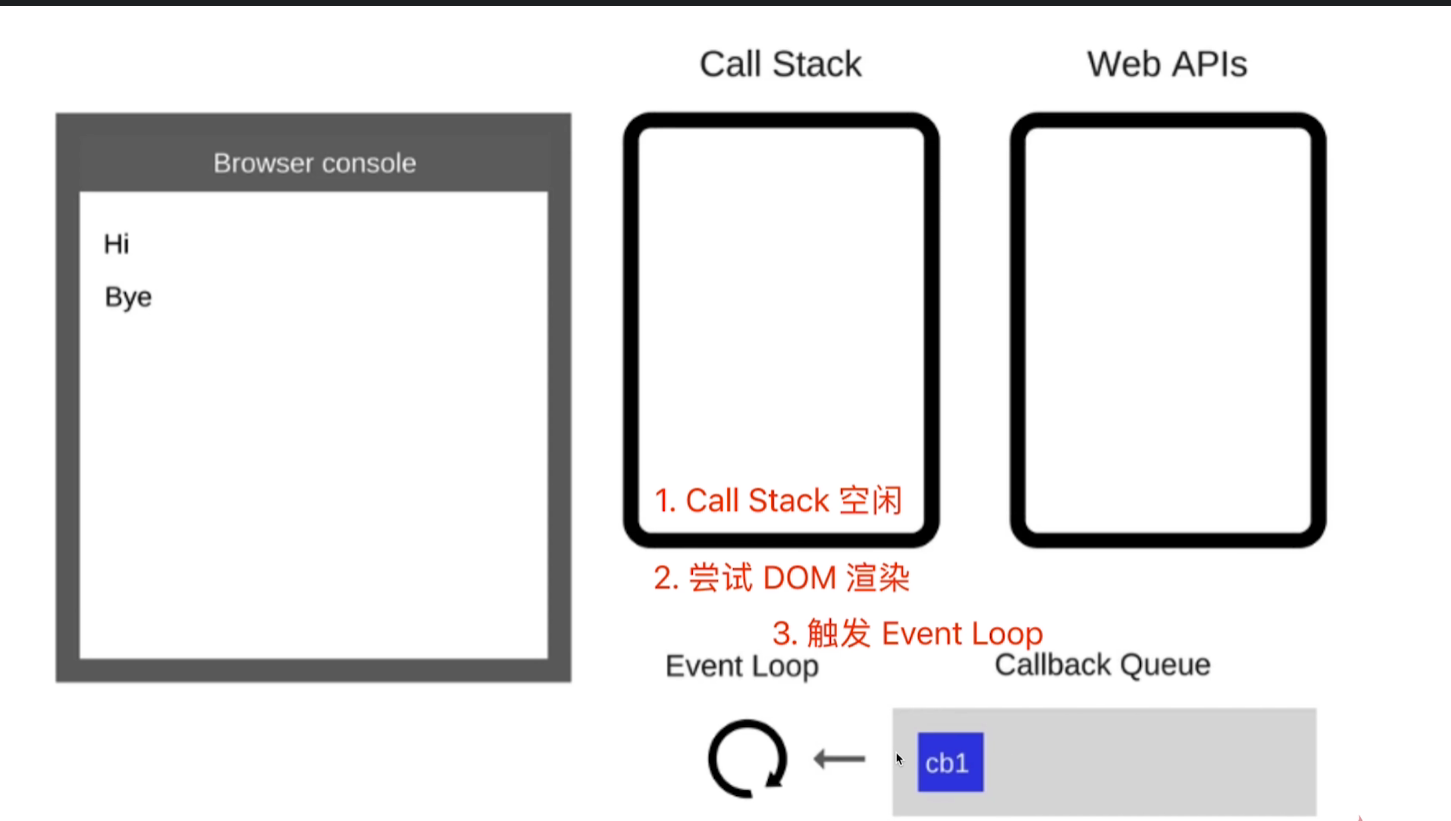 Call Stack
Web APIs
Browser console
Hi
Bye
1. Call Stack 空闲
2. 尝试 DOM 渲染
3. 触发 Event Loop
Event Loop
Callback Queue
cb1